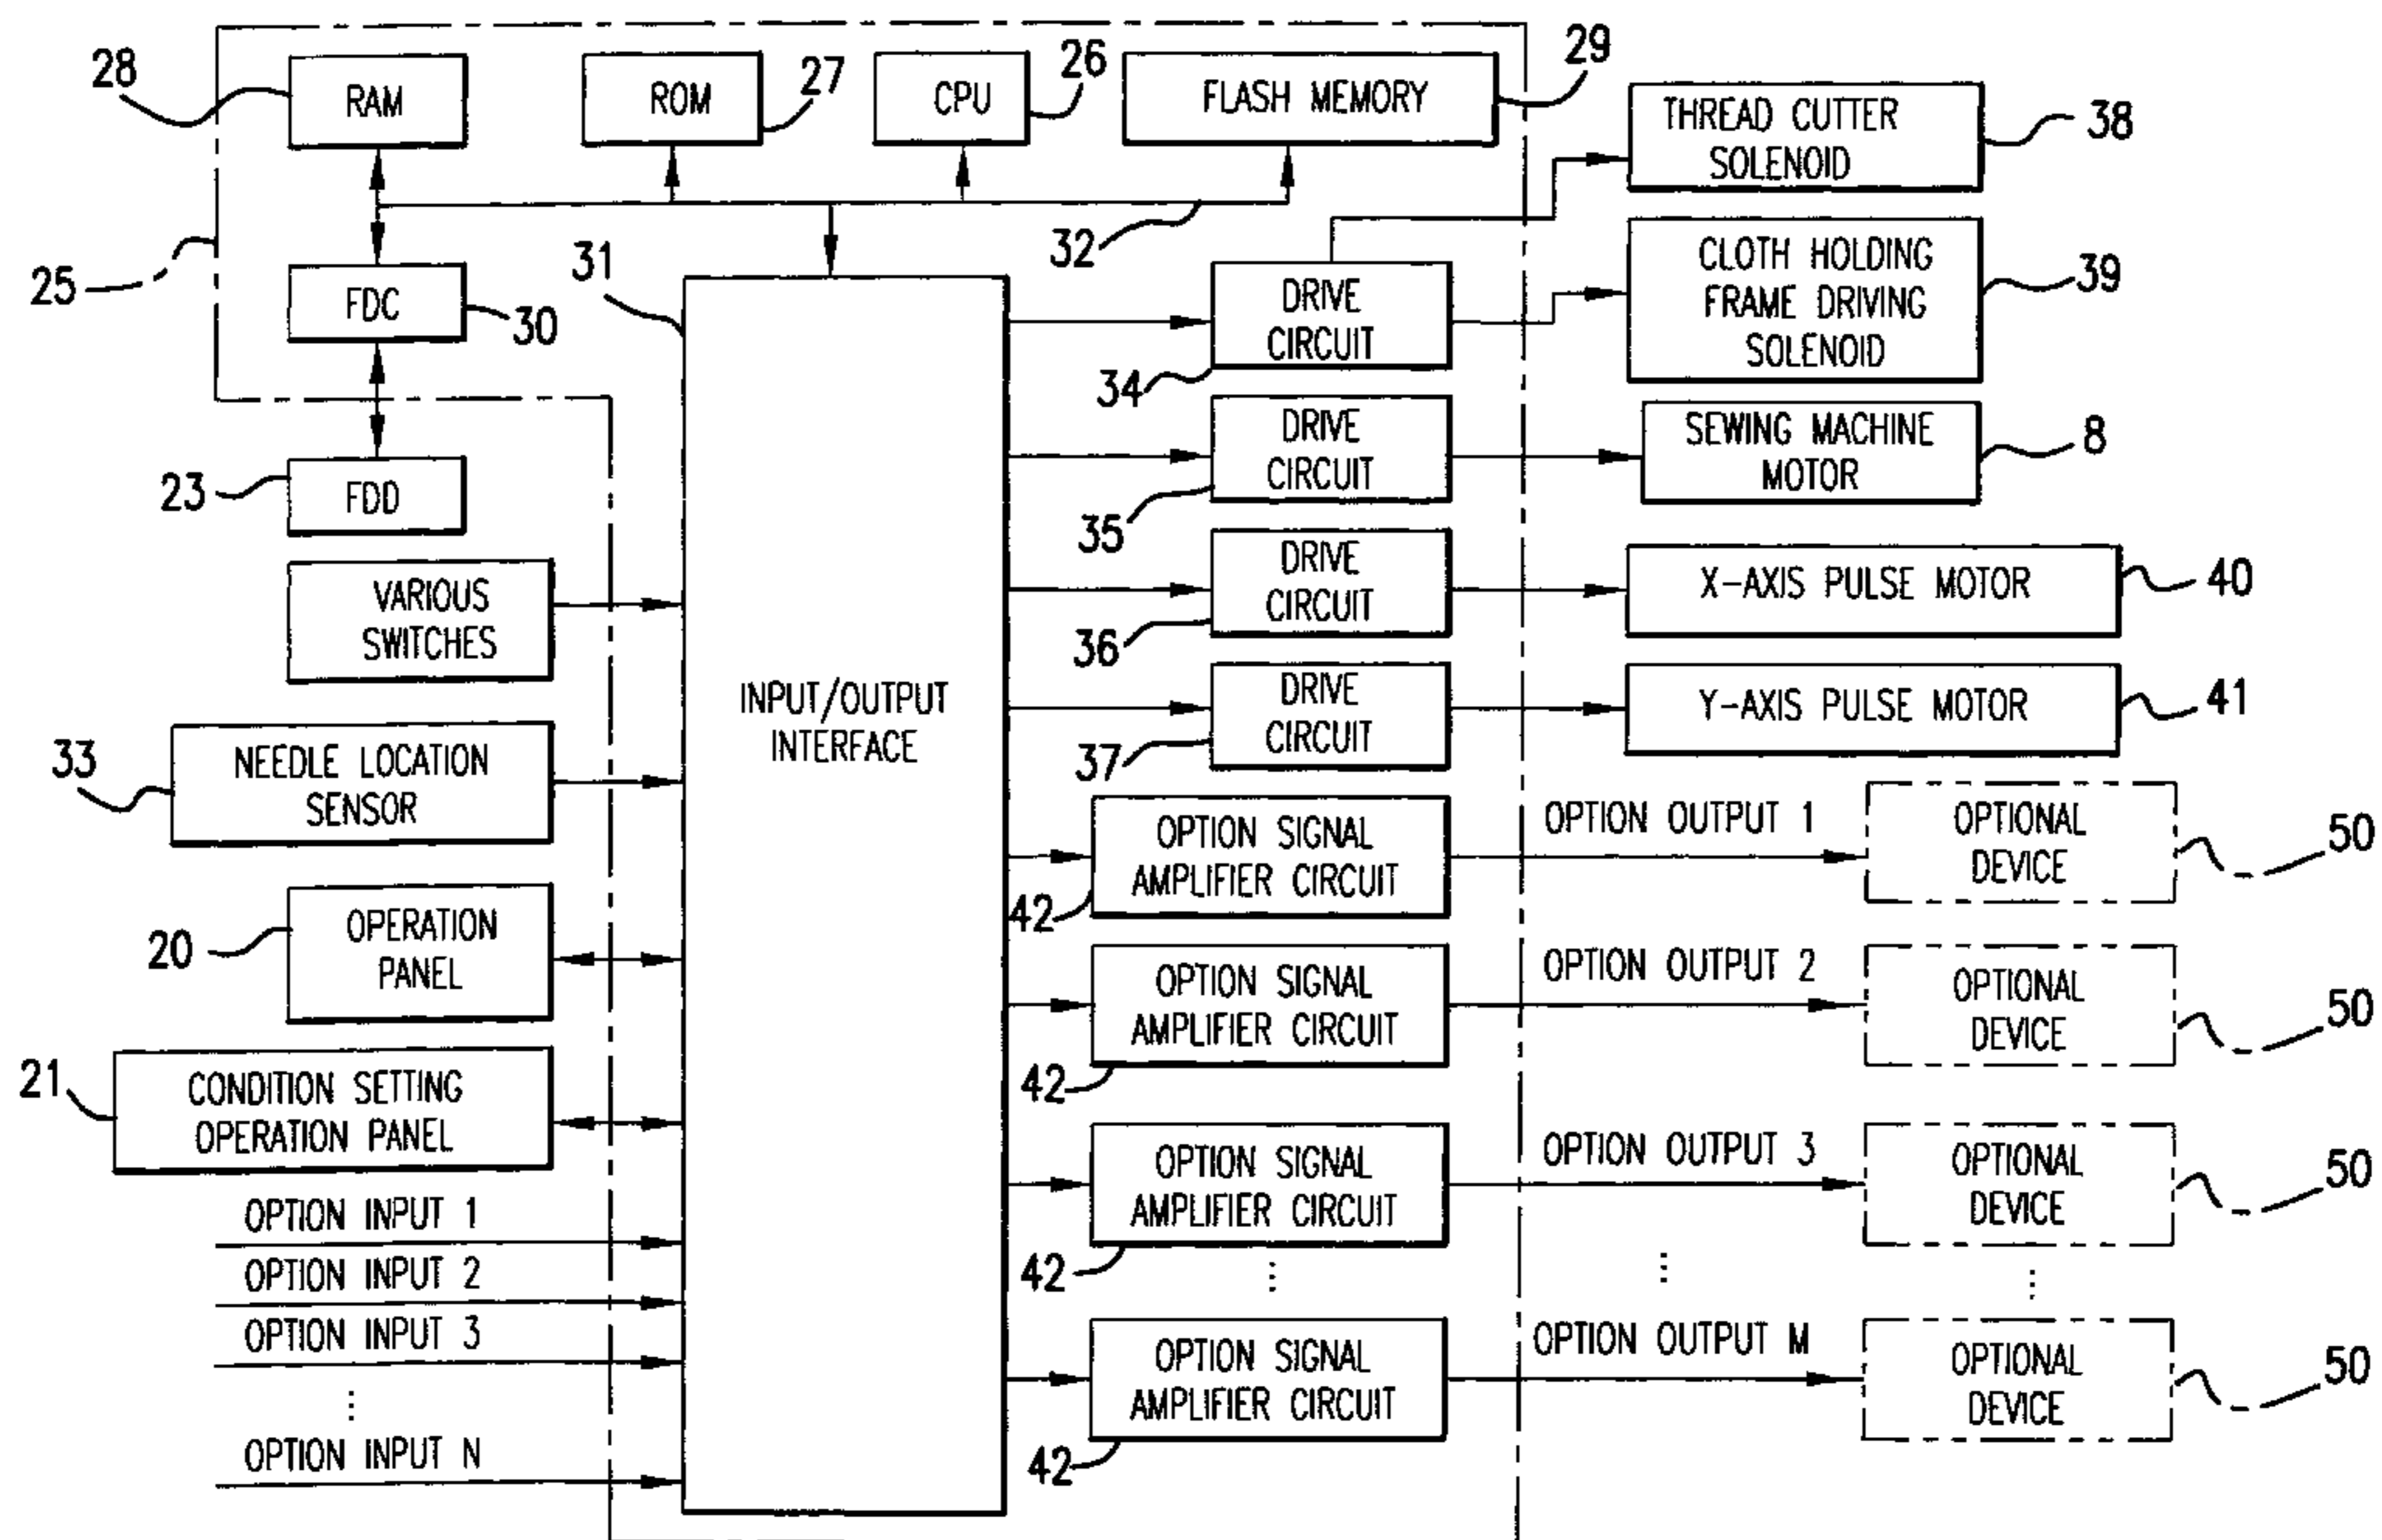 28
RAM
ROM
27
CPU
26
FLASH MEMORY
29
THREAD CUTTER
SOLENOID
38
32
25
FDC
30
31
DRIVE
CIRCUIT
34
CLOTH HOLDING
FRAME DRIVING
SOLENOID
39
23
FDD
DRIVE
CIRCUIT
35
SEWING MACHINE
MOTOR
8
VARIOUS
SWITCHES
DRIVE
CIRCUIT
36
X-AXIS PULSE MOTOR
40
INPUT/OUTPUT
INTERFACE
DRIVE
CIRCUIT
37
Y-AXIS PULSE MOTOR
41
33
NEEDLE LOCATION
SENSOR
OPTION SIGNAL
AMPLIFIER CIRCUIT
42
OPTION OUTPUT 1
OPTIONAL
DEVICE
50
20
OPERATION
PANEL
OPTION SIGNAL
AMPLIFIER CIRCUIT
42
OPTION OUTPUT 2
OPTIONAL
DEVICE
50
21
CONDITION SETTING
OPERATION PANEL
OPTION SIGNAL
AMPLIFIER CIRCUIT
42
OPTION OUTPUT 3
OPTIONAL
DEVICE
50
OPTION INPUT 1
OPTION INPUT 2
OPTION INPUT 3
OPTION INPUT N
OPTION SIGNAL
AMPLIFIER CIRCUIT
42
OPTION OUTPUT M
OPTIONAL
DEVICE
50